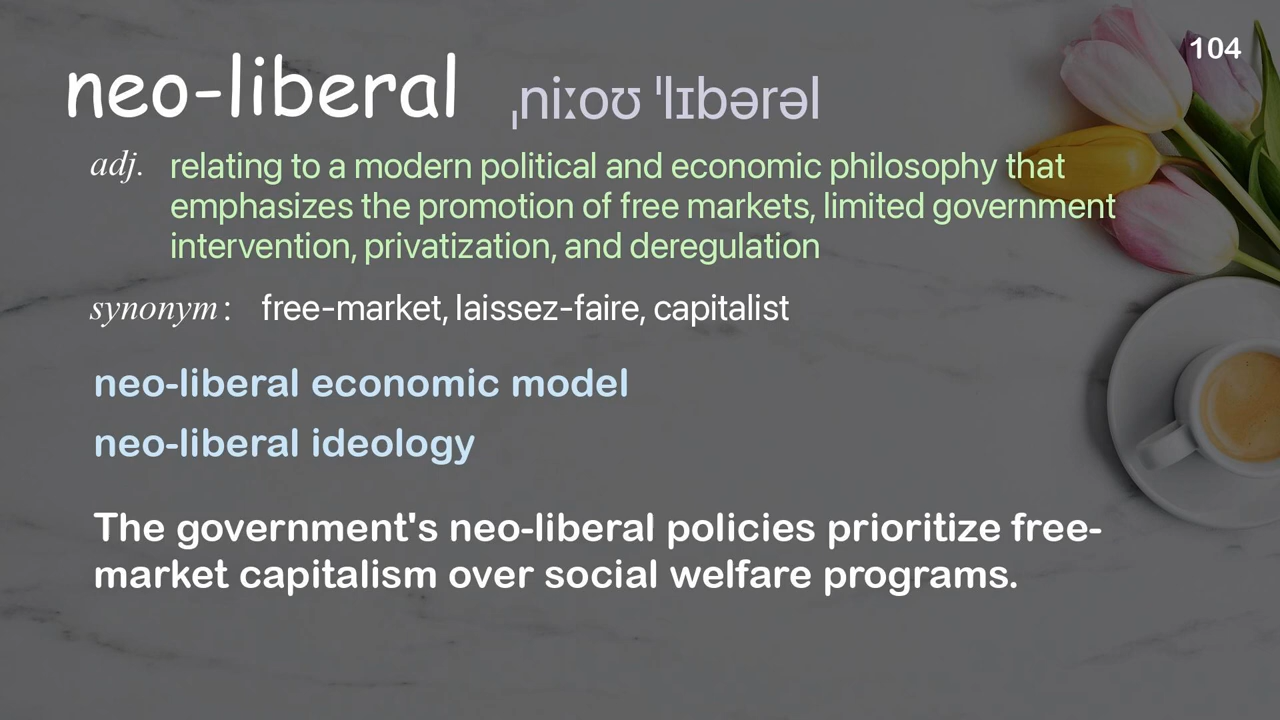 104
neo-liberal ˌniːoʊ ˈlɪbərəl
adj. relating to a modern political and economic philosophy that
emphasizes the promotion of free markets, limited government
intervention, privatization, and deregulation
synonym: free-market, laissez-faire, capitalist
neo-liberal economic model
neo-liberal ideology
The government's neo-liberal policies prioritize free-
market capitalism over social welfare programs.